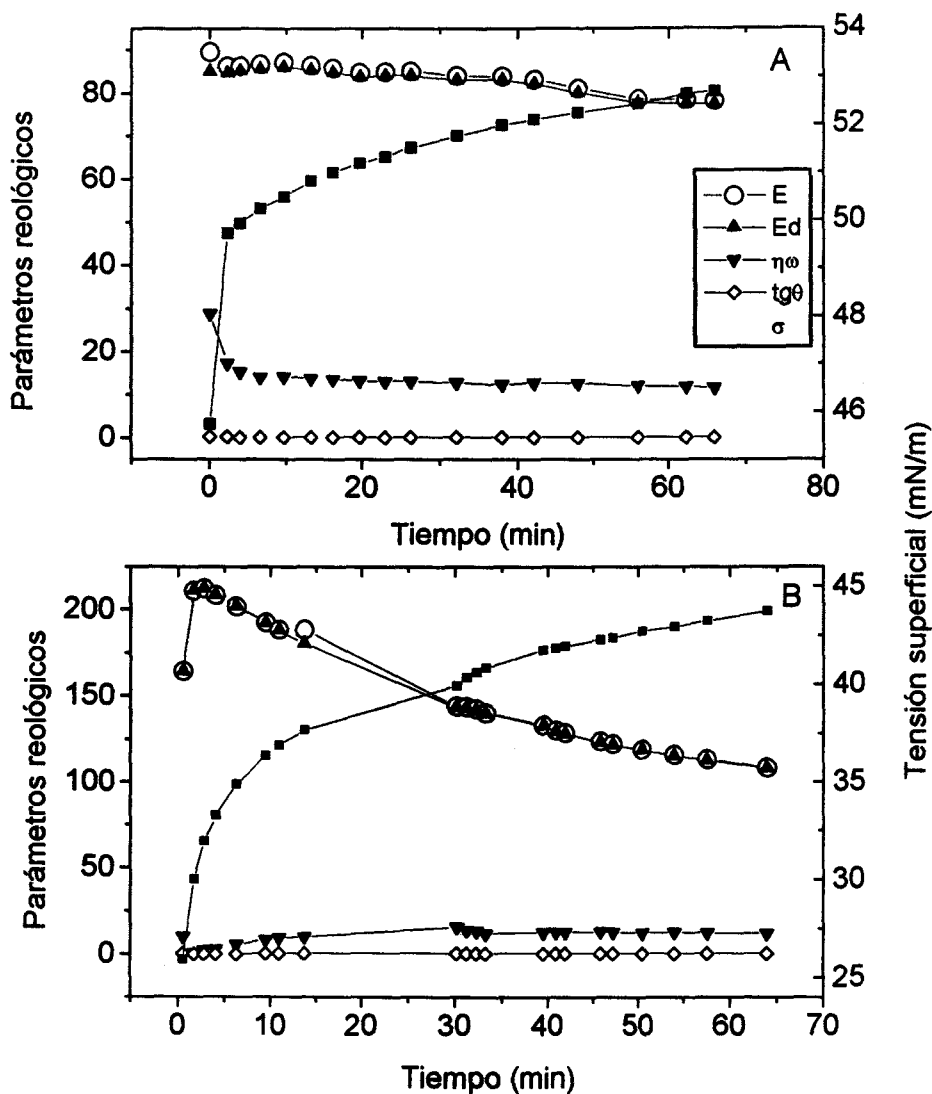 A
Parámetros reológicos
80
60
40
20
0
54
52
50
48
46
E
Ed
ηω
tgθ
σ
0
20
40
60
80
Tiempo (min)
Tensión superficial (mN/m)
B
Parámetros reológicos
200
150
100
50
0
45
40
35
30
25
0
10
20
30
40
50
60
70
Tiempo (min)